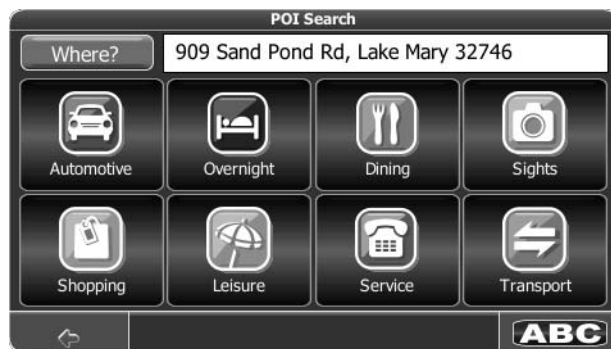 POI Search
Where? 909 Sand Pond Rd, Lake Mary 32746
Automotive Overnight Dining Sights
Shopping Leisure Service Transport
ABC